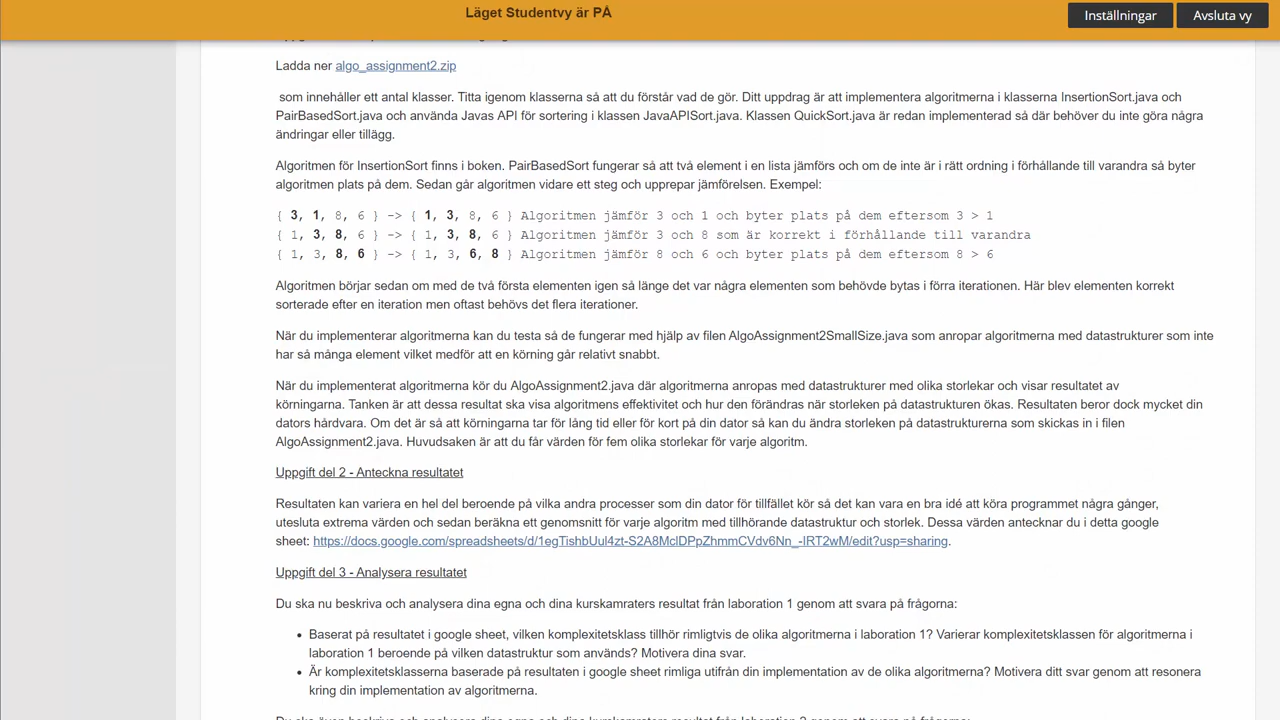 Läget Studentvy är PÅ
Inställningar
Avsluta vy
Ladda ner algo_assignment2.zip
som innehåller ett antal klasser. Titta igenom klasserna så att du förstår vad de gör. Ditt uppdrag är att implementera algoritmerna i klasserna InsertionSort.java och
PairBasedSort.java och använda Javas API för sortering i klassen JavaAPISort.java. Klassen QuickSort.java är redan implementerad så där behöver du inte göra några
ändringar eller tillägg.
Algoritmen för InsertionSort finns i boken. PairBasedSort fungerar så att två element i en lista jämförs och om de inte är i rätt ordning i förhållande till varandra så byter
algoritmen plats på dem. Sedan går algoritmen vidare ett steg och upprepar jämförelsen. Exempel:
{ 3, 1, 8, 6 } -> { 1, 3, 8, 6 } Algoritmen jämför 3 och 1 och byter plats på dem eftersom 3 > 1
{ 1, 3, 8, 6 } -> { 1, 3, 8, 6 } Algoritmen jämför 3 och 8 som är korrekt i förhållande till varandra
{ 1, 3, 8, 6 } -> { 1, 3, 6, 8 } Algoritmen jämför 8 och 6 och byter plats på dem eftersom 8 > 6
Algoritmen börjar sedan om med de två första elementen igen så länge det var några elementen som behövde bytas i förra iterationen. Här blev elementen korrekt
sorterade efter en iteration men oftast behövs det flera iterationer.
När du implementerar algoritmerna kan du testa så de fungerar med hjälp av filen AlgoAssignment2SmallSize.java som anropar algoritmerna med datastrukturer som inte
har så många element vilket medför att en körning går relativt snabbt.
När du implementerat algoritmerna kör du AlgoAssignment2.java där algoritmerna anropas med datastrukturer med olika storlekar och visar resultatet av
körningarna. Tanken är att dessa resultat ska visa algoritmens effektivitet och hur den förändras när storleken på datastrukturen ökas. Resultaten beror dock mycket din
dators hårdvara. Om det är så att körningarna tar för lång tid eller för kort på din dator så kan du ändra storleken på datastrukturerna som skickas in i filen
AlgoAssignment2.java. Huvudsaken är att du får värden för fem olika storlekar för varje algoritm.
Uppgift del 2 - Anteckna resultatet
Resultaten kan variera en hel del beroende på vilka andra processer som din dator för tillfället kör så det kan vara en bra idé att köra programmet några gånger,
utesluta extrema värden och sedan beräkna ett genomsnitt för varje algoritm med tillhörande datastruktur och storlek. Dessa värden antecknar du i detta google
sheet: https://docs.google.com/spreadsheets/d/1egTishbUul4zt-S2A8MclDPpZhmmCVdv6Nn_-IRT2wM/edit?usp=sharing.
Uppgift del 3 - Analysera resultatet
Du ska nu beskriva och analysera dina egna och dina kurskamraters resultat från laboration 1 genom att svara på frågorna:
• Baserat på resultatet i google sheet, vilken komplexitetsklass tillhör rimligtvis de olika algoritmerna i laboration 1? Varierar komplexitetsklassen för algoritmerna i
laboration 1 beroende på vilken datastruktur som används? Motivera dina svar.
• Är komplexitetsklasserna baserade på resultaten i google sheet rimliga utifrån din implementation av de olika algoritmerna? Motivera ditt svar genom att resonera
kring din implementation av algoritmerna.